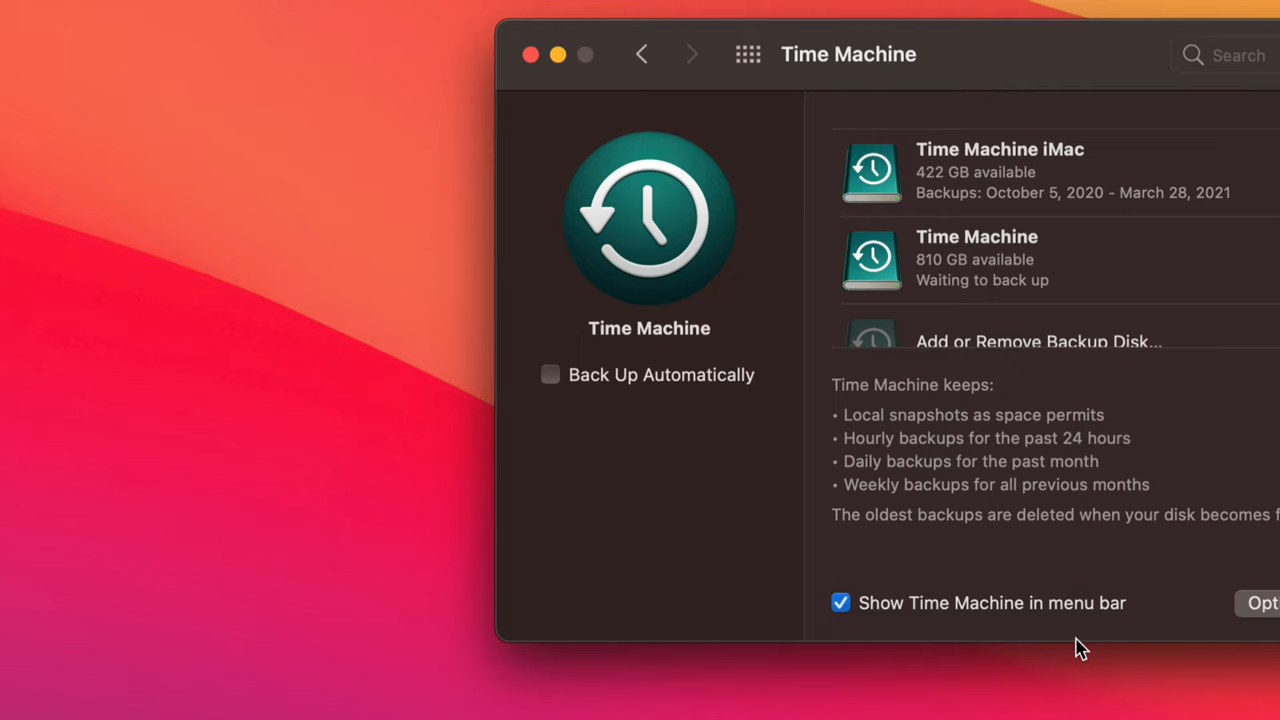 Time Machine
Search
Time Machine iMac
422 GB available
Backups: October 5, 2020 - March 28, 2021
Time Machine
810 GB available
Waiting to back up
Add or Remove Backup Disk...
Time Machine
Back Up Automatically
Time Machine keeps:
• Local snapshots as space permits
• Hourly backups for the past 24 hours
• Daily backups for the past month
• Weekly backups for all previous months
The oldest backups are deleted when your disk becomes
Show Time Machine in menu bar